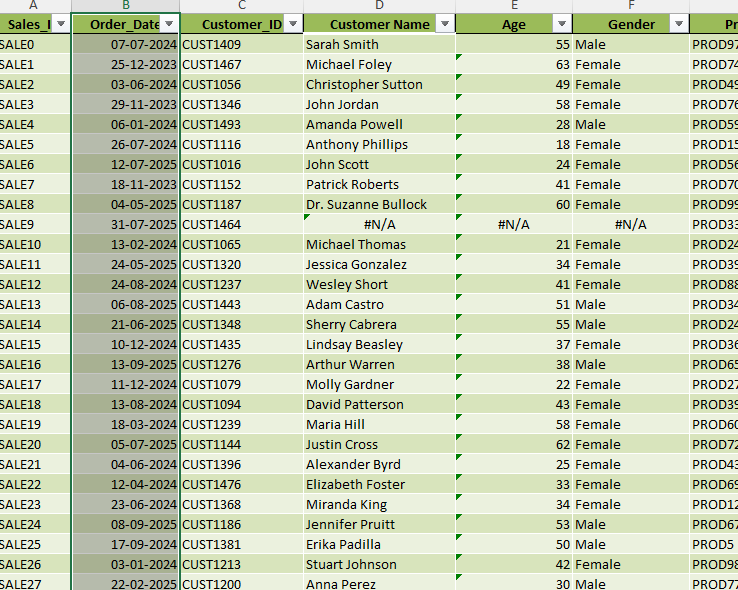 A B C D E F
Sales_I Order_Date Customer_ID Customer Name Age Gender Pr
SALE0 07-07-2024 CUST1409 Sarah Smith 55 Male PROD97
SALE1 25-12-2023 CUST1467 Michael Foley 63 Female PROD74
SALE2 03-06-2024 CUST1056 Christopher Sutton 49 Female PROD49
SALE3 29-11-2023 CUST1346 John Jordan 58 Female PROD76
SALE4 06-01-2024 CUST1493 Amanda Powell 28 Male PROD59
SALE5 26-07-2024 CUST1116 Anthony Phillips 18 Female PROD15
SALE6 12-07-2025 CUST1016 John Scott 24 Female PROD56
SALE7 18-11-2023 CUST1152 Patrick Roberts 41 Female PROD70
SALE8 04-05-2025 CUST1187 Dr. Suzanne Bullock 60 Female PROD99
SALE9 31-07-2025 CUST1464 #N/A #N/A #N/A PROD33
SALE10 13-02-2024 CUST1065 Michael Thomas 21 Female PROD24
SALE11 24-05-2025 CUST1320 Jessica Gonzalez 34 Female PROD39
SALE12 24-08-2024 CUST1237 Wesley Short 41 Female PROD88
SALE13 06-08-2025 CUST1443 Adam Castro 51 Male PROD34
SALE14 21-06-2025 CUST1348 Sherry Cabrera 55 Male PROD24
SALE15 10-12-2024 CUST1435 Lindsay Beasley 37 Female PROD36
SALE16 13-09-2025 CUST1276 Arthur Warren 38 Male PROD65
SALE17 11-12-2024 CUST1079 Molly Gardner 22 Female PROD27
SALE18 13-08-2024 CUST1094 David Patterson 43 Female PROD39
SALE19 18-03-2024 CUST1239 Maria Hill 58 Female PROD60
SALE20 05-07-2025 CUST1144 Justin Cross 62 Female PROD72
SALE21 04-06-2024 CUST1396 Alexander Byrd 25 Female PROD43
SALE22 12-04-2024 CUST1476 Elizabeth Foster 33 Female PROD69
SALE23 23-06-2024 CUST1368 Miranda King 34 Female PROD12
SALE24 08-09-2025 CUST1186 Jennifer Pruitt 53 Male PROD67
SALE25 17-09-2024 CUST1381 Erika Padilla 50 Male PROD5
SALE26 03-01-2024 CUST1213 Stuart Johnson 42 Female PROD98
SALE27 22-02-2025 CUST1200 Anna Perez 30 Male PROD77